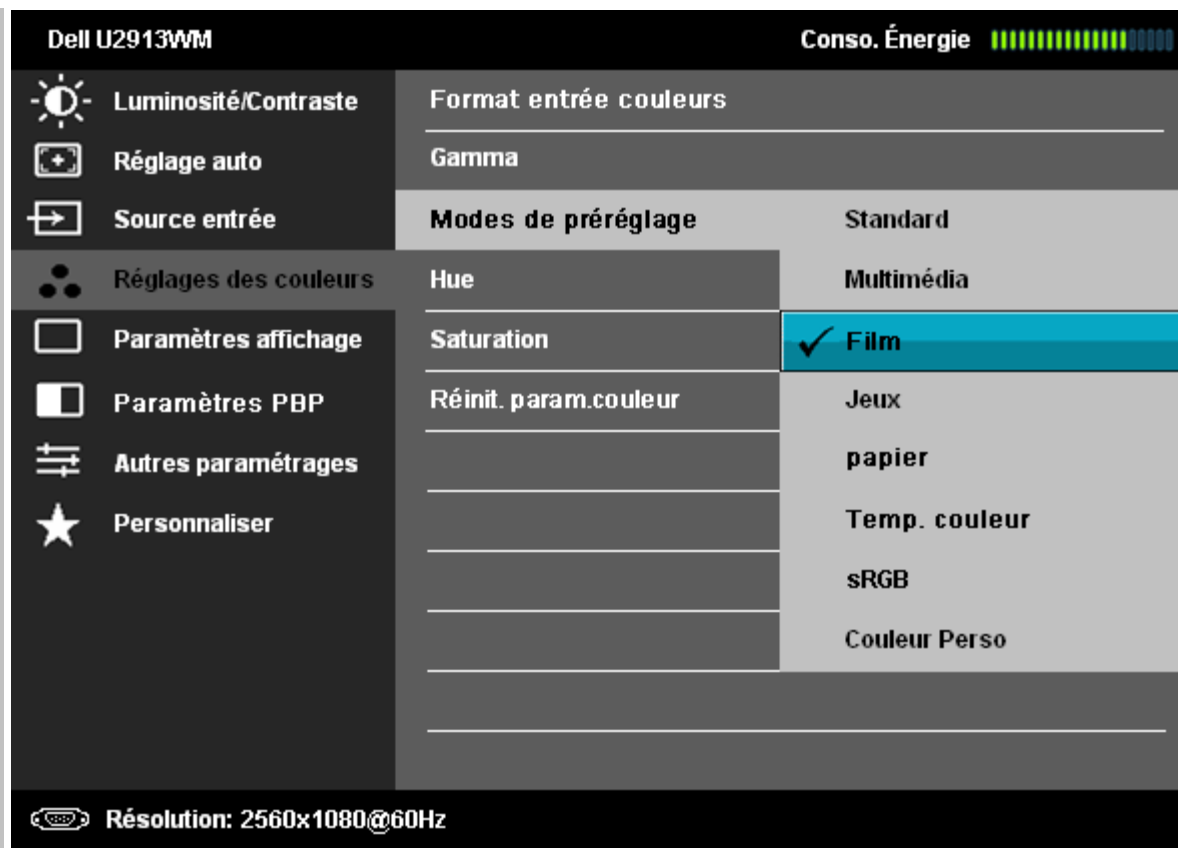 Dell U2913WM
Conso. Énergie
Luminosité/Contraste
Réglage auto
Source entrée
Réglages des couleurs
Paramètres affichage
Paramètres PBP
Autres paramétrages
Personnaliser
Format entrée couleurs
Gamma
Modes de préréglage
Hue
Saturation
Réinit. param.couleur
Standard
Multimédia
Film
Jeux
papier
Temp. couleur
sRGB
Couleur Perso
Résolution: 2560x1080@60Hz